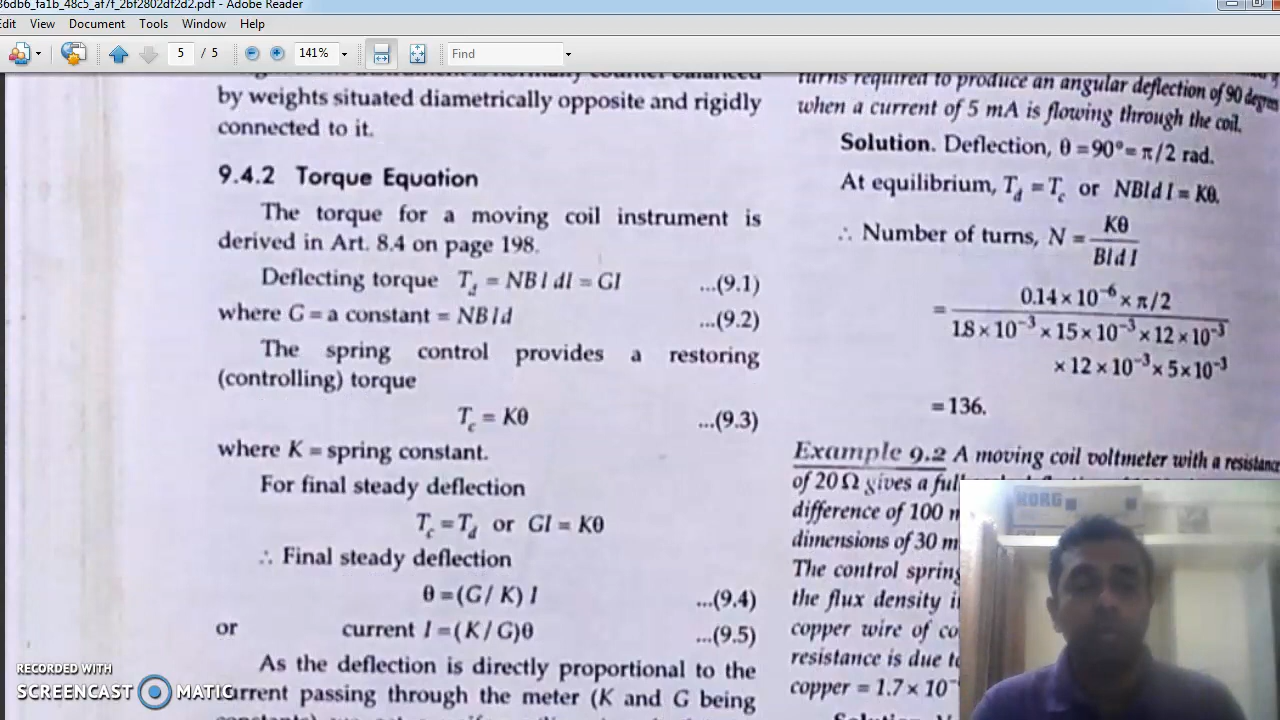 36db6_fa1b_48c5_af7f_2bf2802df2d2.pdf - Adobe Reader
Edit View Document Tools Window Help
5 / 5 141% Find
by weights situated diametrically opposite and rigidly
connected to it.
9.4.2 Torque Equation
The torque for a moving coil instrument is
derived in Art. 8.4 on page 198.
Deflecting torque T_d = NB l dI = GI ...(9.1)
where G = a constant = NBld ...(9.2)
The spring control provides a restoring
(controlling) torque
T_c = Kθ ...(9.3)
where K = spring constant.
For final steady deflection
T_c = T_d or GI = Kθ
∴ Final steady deflection
θ = (G/K) I ...(9.4)
or current I = (K/G)θ ...(9.5)
As the deflection is directly proportional to the
current passing through the meter (K and G being
turns required to produce an angular deflection of 90 degrees
when a current of 5 mA is flowing through the coil.
Solution. Deflection, θ = 90° = π/2 rad.
At equilibrium, T_d = T_c or NBld I = Kθ.
∴ Number of turns, N = Kθ / Bld I
= 0.14 × 10⁻⁶ × π/2 / 1.8 × 10⁻³ × 15 × 10⁻³ × 12 × 10⁻³
× 12 × 10⁻³ × 5 × 10⁻³
= 136.
Example 9.2 A moving coil voltmeter with a resistance
of 20 Ω gives a full
difference of 100
dimensions of 30
The control spring
the flux density
copper wire of
resistance is due
copper = 1.7 × 10
KORG
RECORDED WITH
SCREENCAST MATIC